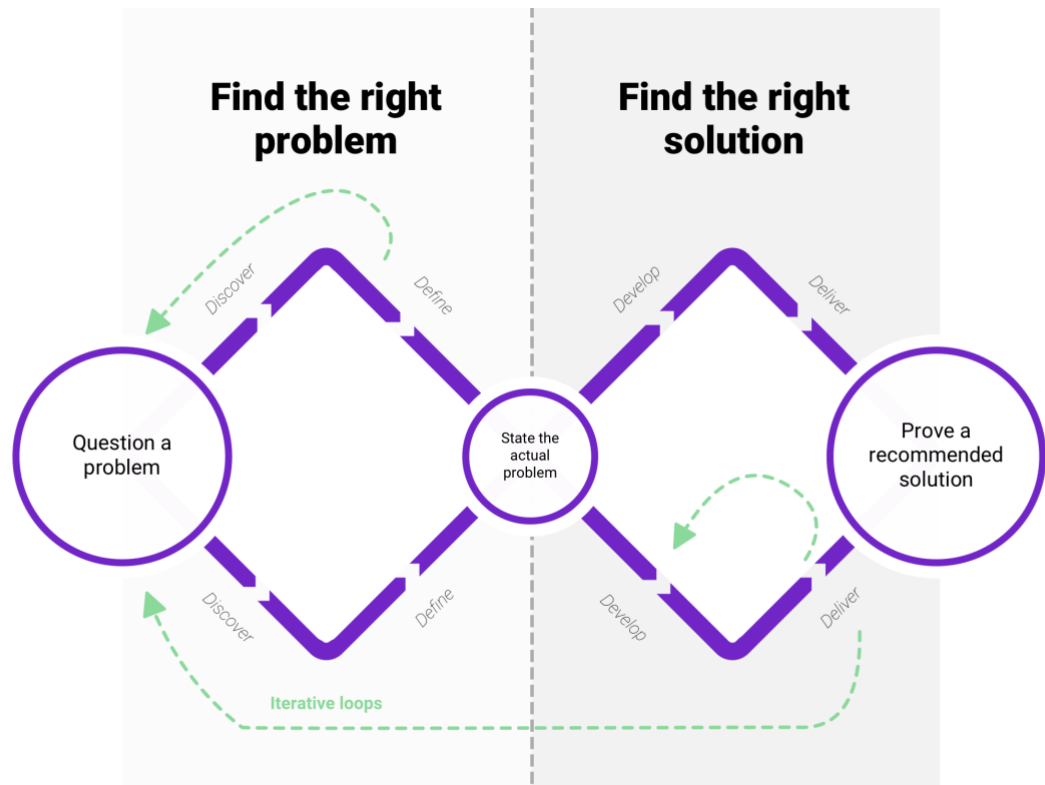 Find the right
problem
Find the right
solution
Discover
Define
Develop
Deliver
Question a
problem
State the
actual
problem
Prove a
recommended
solution
Discover
Define
Develop
Deliver
Iterative loops